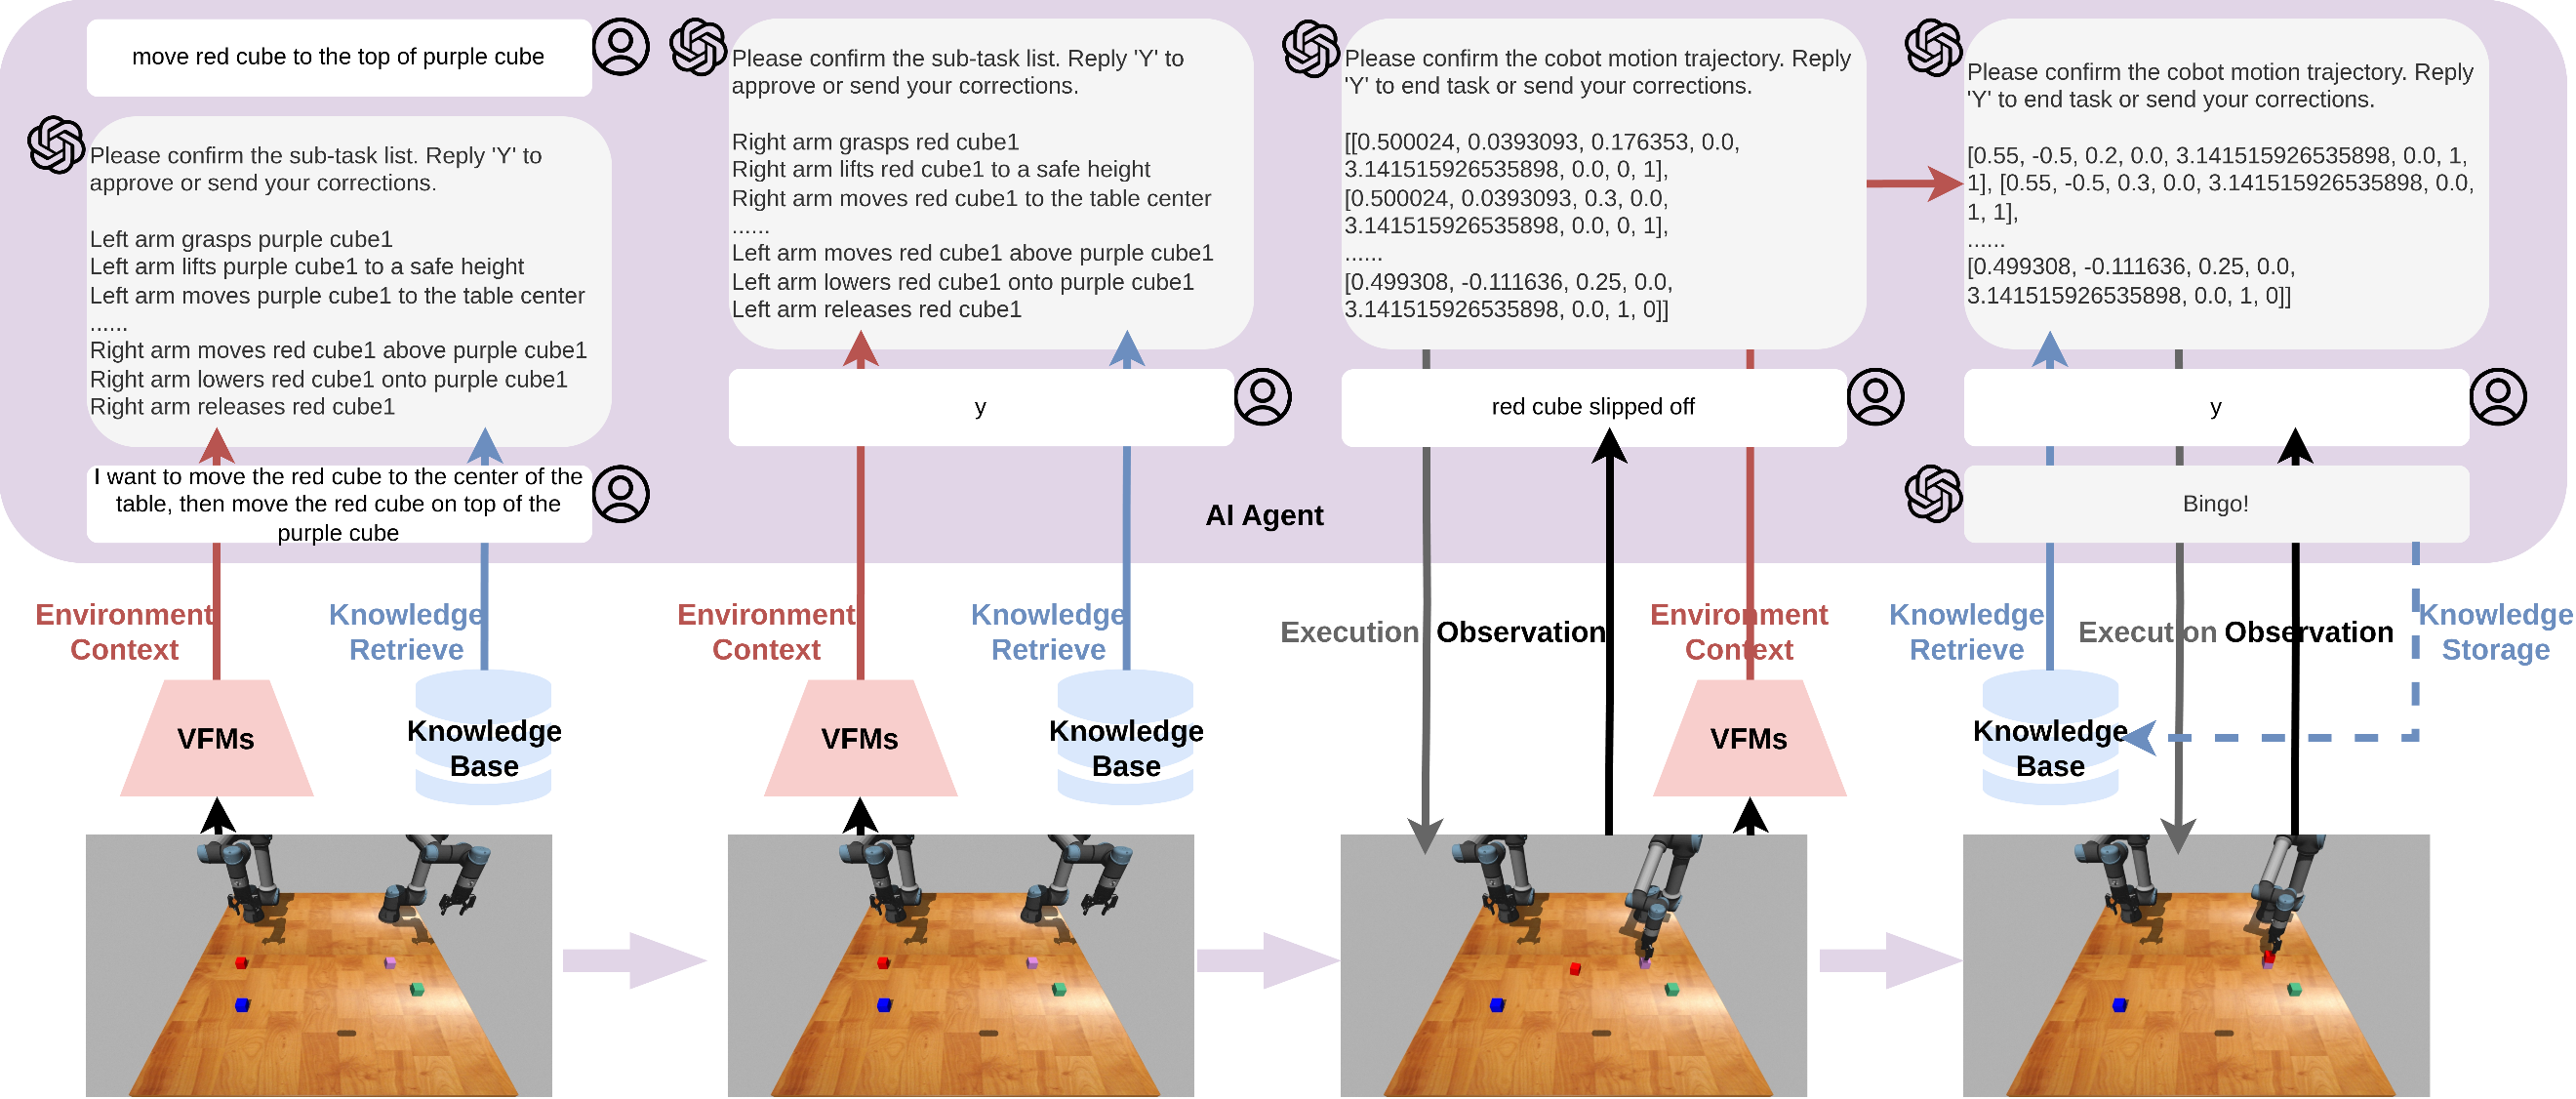 move red cube to the top of purple cube
Please confirm the sub-task list. Reply 'Y' to
approve or send your corrections.
Left arm grasps purple cube1
Left arm lifts purple cube1 to a safe height
Left arm moves purple cube1 to the table center
......
Right arm moves red cube1 above purple cube1
Right arm lowers red cube1 onto purple cube1
Right arm releases red cube1
I want to move the red cube to the center of the
table, then move the red cube on top of the
purple cube
Please confirm the sub-task list. Reply 'Y' to
approve or send your corrections.
Right arm grasps red cube1
Right arm lifts red cube1 to a safe height
Right arm moves red cube1 to the table center
......
Left arm moves red cube1 above purple cube1
Left arm lowers red cube1 onto purple cube1
Left arm releases red cube1
y
Please confirm the cobot motion trajectory. Reply
'Y' to end task or send your corrections.
[[0.500024, 0.0393093, 0.176353, 0.0,
3.141515926535898, 0.0, 0, 1],
[0.500024, 0.0393093, 0.3, 0.0,
3.141515926535898, 0.0, 0, 1],
......
[0.499308, -0.111636, 0.25, 0.0,
3.141515926535898, 0.0, 1, 0]]
red cube slipped off
Please confirm the cobot motion trajectory. Reply
'Y' to end task or send your corrections.
[0.55, -0.5, 0.2, 0.0, 3.141515926535898, 0.0, 1,
1], [0.55, -0.5, 0.3, 0.0, 3.141515926535898, 0.0,
1, 1],
......
[0.499308, -0.111636, 0.25, 0.0,
3.141515926535898, 0.0, 1, 0]]
y
Bingo!
AI Agent
Environment
Context
Knowledge
Retrieve
Environment
Context
Knowledge
Retrieve
Execution
Observation
Environment
Context
Knowledge
Retrieve
Execution
Observation
Knowledge
Storage
VFMs
Knowledge
Base
VFMs
Knowledge
Base
VFMs
Knowledge
Base